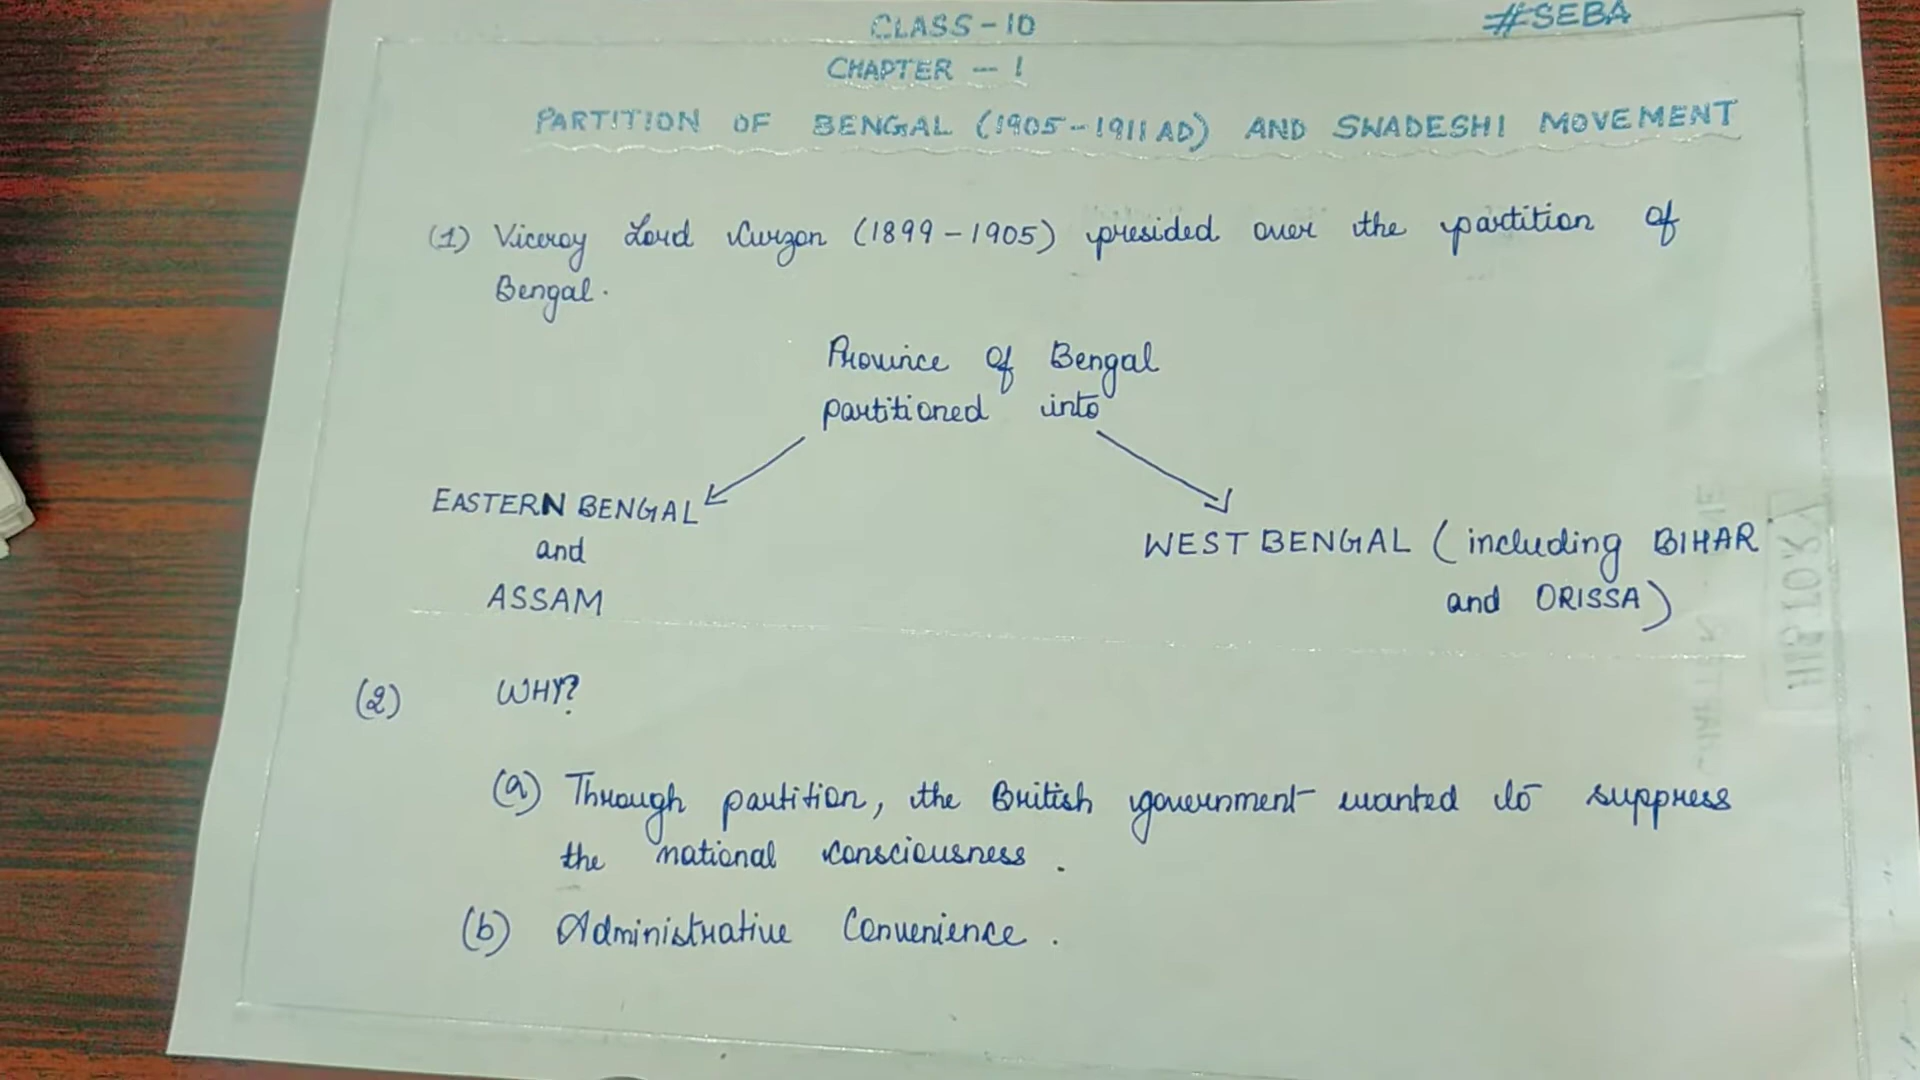 CLASS - 10
#SEBA
CHAPTER - 1
PARTITION OF BENGAL (1905-1911 AD) AND SWADESHI MOVEMENT
(1) Viceroy Lord Curzon (1899-1905) presided over the partition of
Bengal.
Province of Bengal
partitioned into
EASTERN BENGAL
and
ASSAM
WEST BENGAL (including BIHAR
and ORISSA)
(2) WHY?
(a) Through partition, the British government wanted to suppress
the national consciousness.
(b) Administrative Convenience.
HISTORY